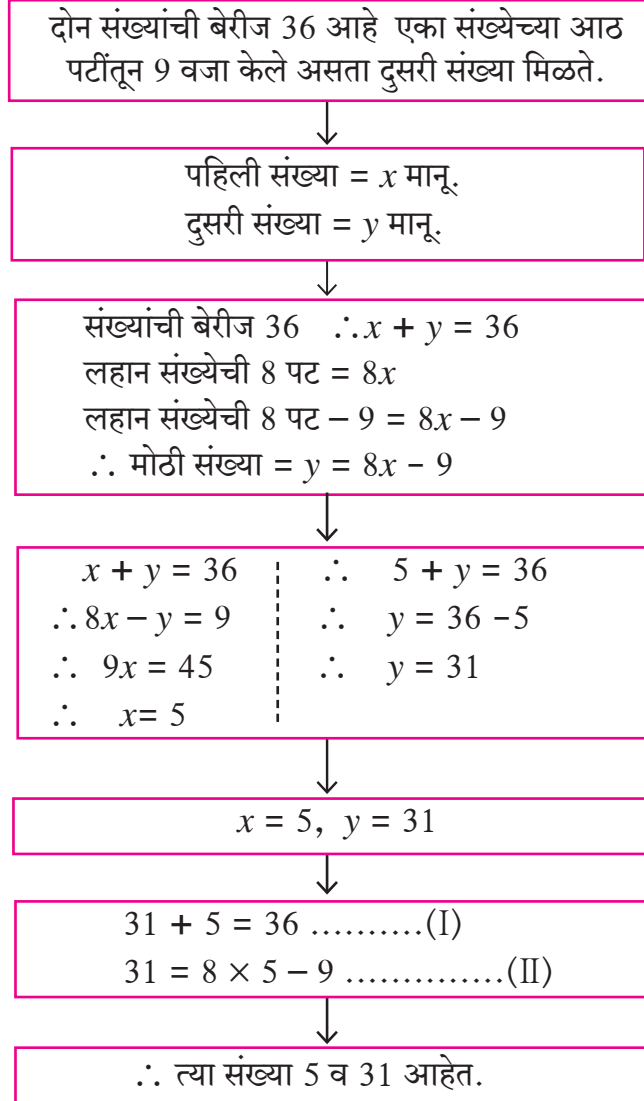 दोन संख्यांची बेरीज 36 आहे एका संख्येच्या आठ
पटींतून 9 वजा केले असता दुसरी संख्या मिळते.
पहिली संख्या = x मानू.
दुसरी संख्या = y मानू.
संख्यांची बेरीज 36 ∴x + y = 36
लहान संख्येची 8 पट = 8x
लहान संख्येची 8 पट – 9 = 8x – 9
∴ मोठी संख्या = y = 8x - 9
x + y = 36
∴8x – y = 9
∴ 9x = 45
∴ x= 5
∴ 5 + y = 36
∴ y = 36 -5
∴ y = 31
x = 5, y = 31
31 + 5 = 36 ..........(I)
31 = 8 × 5 – 9 ...............(II)
∴ त्या संख्या 5 व 31 आहेत.